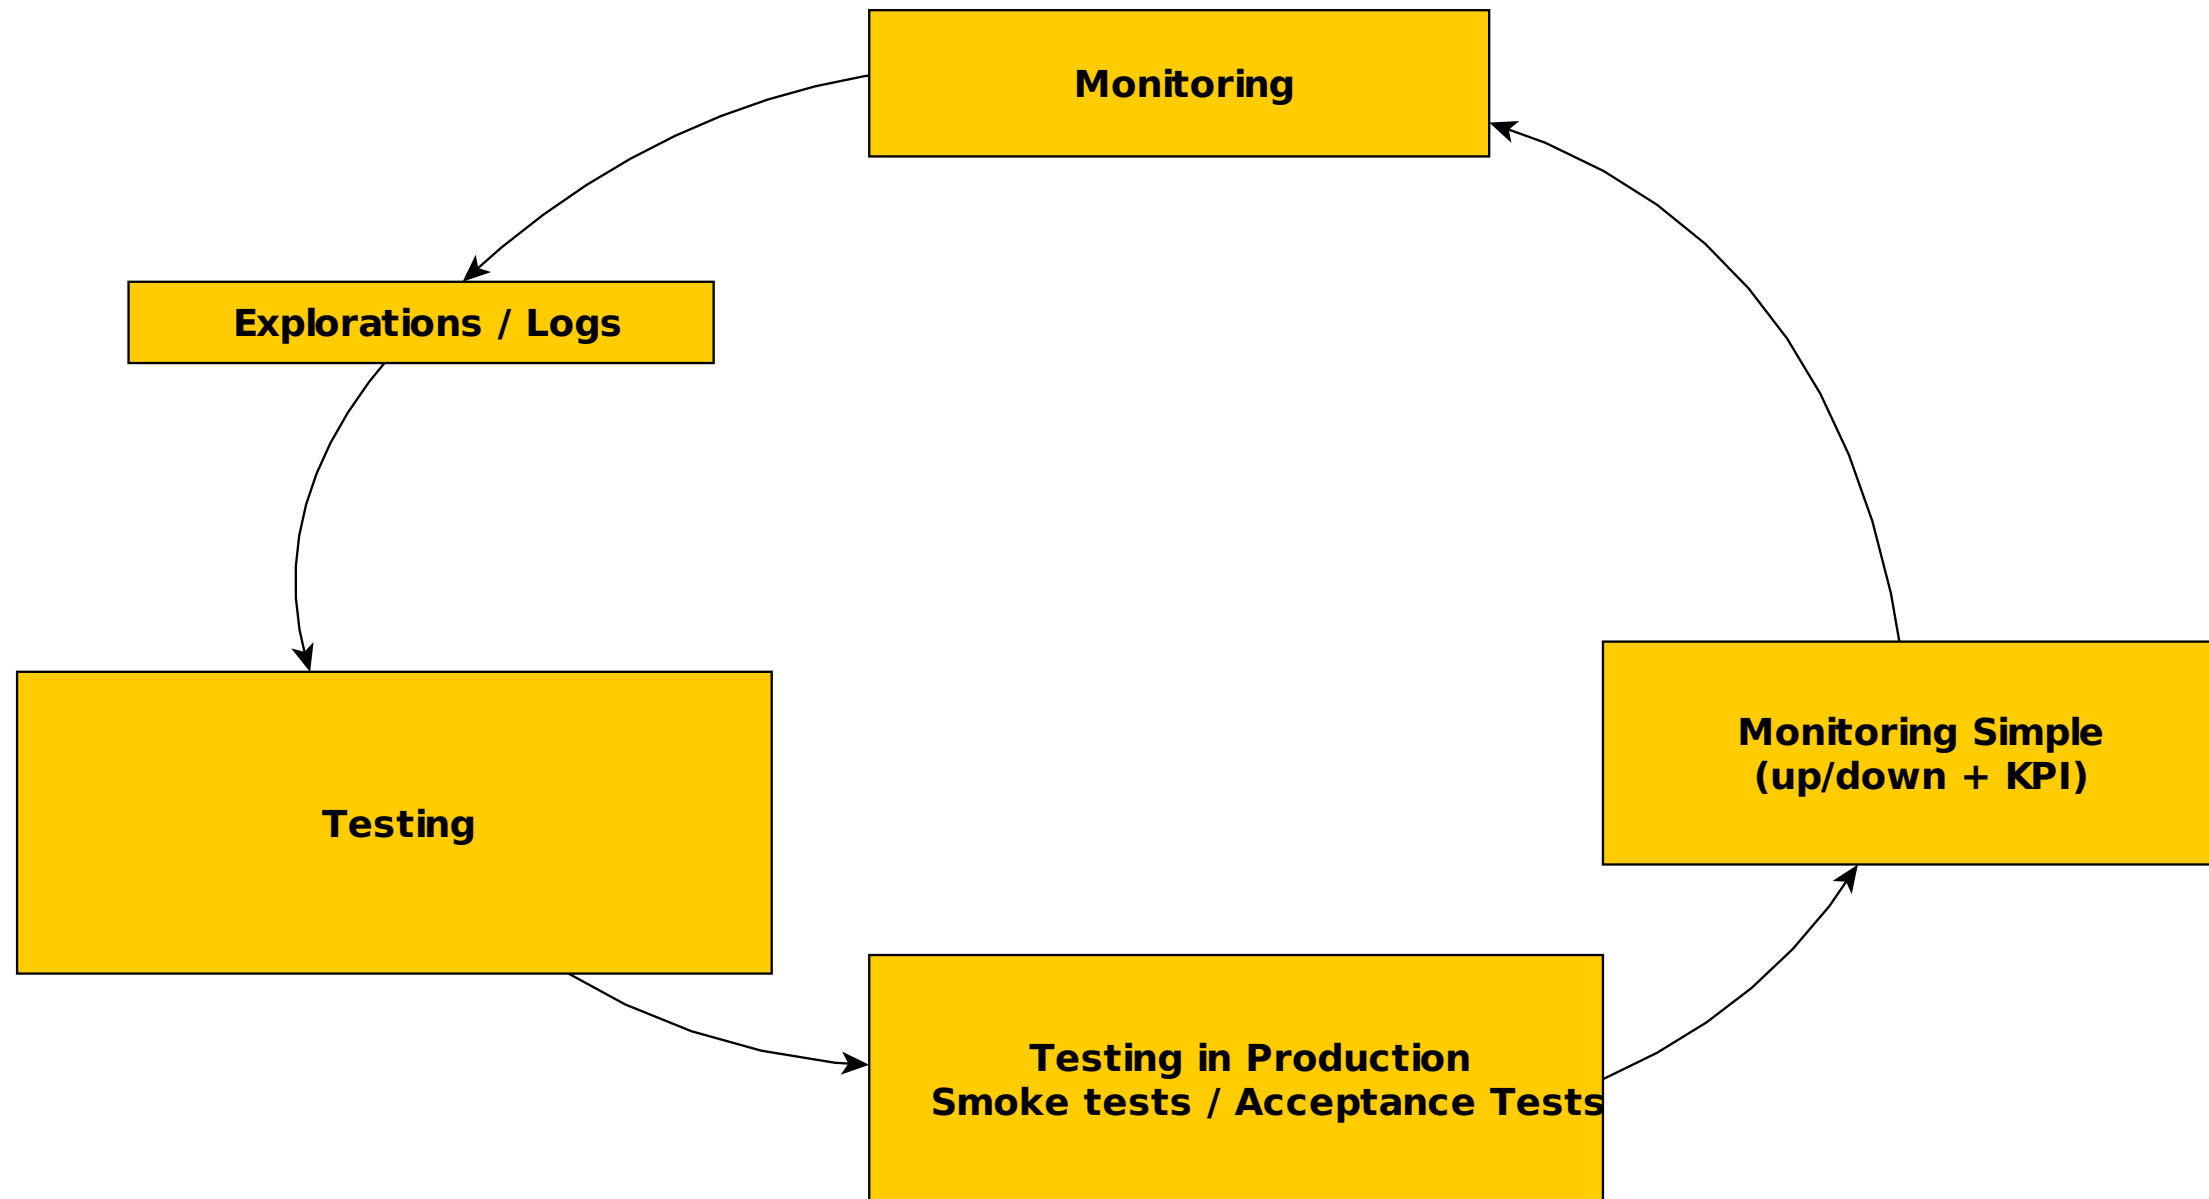 Monitoring
Explorations / Logs
Monitoring Simple
(up/down + KPI)
Testing
Testing in Production
Smoke tests / Acceptance Tests